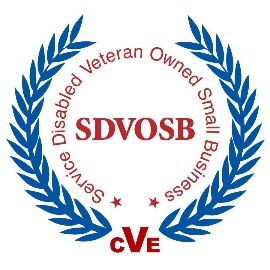 Service Disabled Veteran Owned Small Business
SDVOSB
CVE